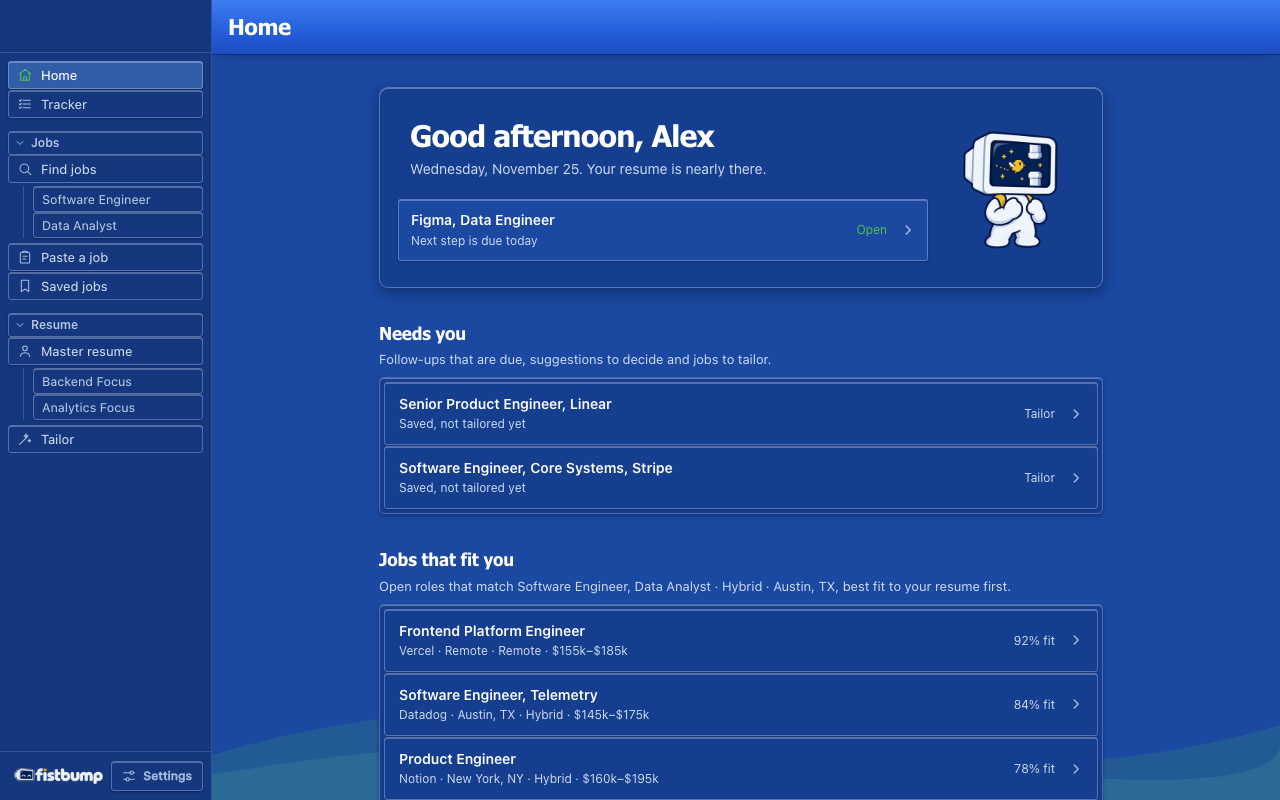 Home
Home
Tracker
Jobs
Find jobs
Software Engineer
Data Analyst
Paste a job
Saved jobs
Resume
Master resume
Backend Focus
Analytics Focus
Tailor
fistbump
Settings
Good afternoon, Alex
Wednesday, November 25. Your resume is nearly there.
Figma, Data Engineer
Next step is due today
Open
Needs you
Follow-ups that are due, suggestions to decide and jobs to tailor.
Senior Product Engineer, Linear
Saved, not tailored yet
Tailor
Software Engineer, Core Systems, Stripe
Saved, not tailored yet
Tailor
Jobs that fit you
Open roles that match Software Engineer, Data Analyst · Hybrid · Austin, TX, best fit to your resume first.
Frontend Platform Engineer
Vercel · Remote · Remote · $155k–$185k
92% fit
Software Engineer, Telemetry
Datadog · Austin, TX · Hybrid · $145k–$175k
84% fit
Product Engineer
Notion · New York, NY · Hybrid · $160k–$195k
78% fit